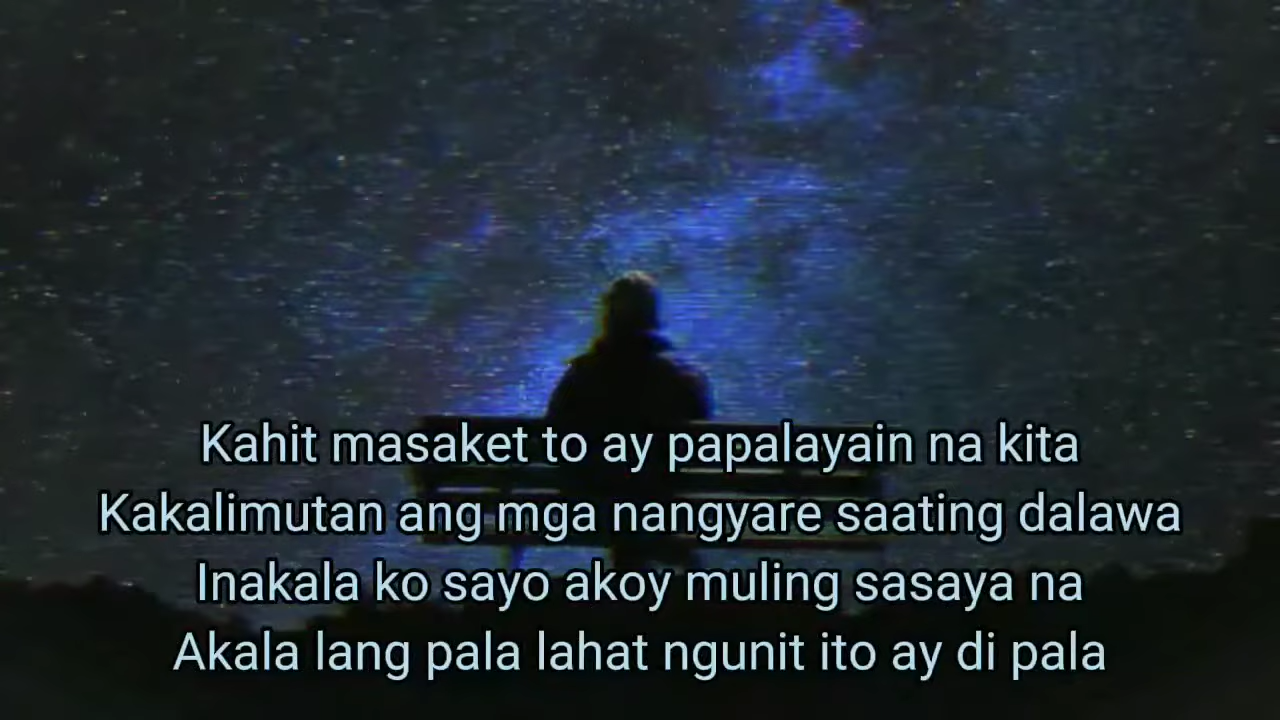 Kahit masaket to ay papalayain na kita
Kakalimutan ang mga nangyare saating dalawa
Inakala ko sayo akoy muling sasaya na
Akala lang pala lahat ngunit ito ay di pala